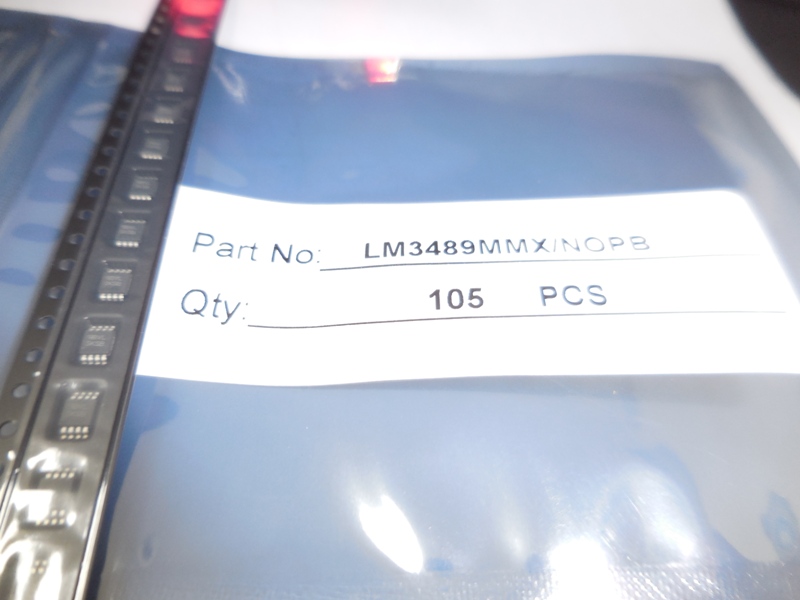 Part No: LM3489MMX/NOPB
Qty: 105 PCS